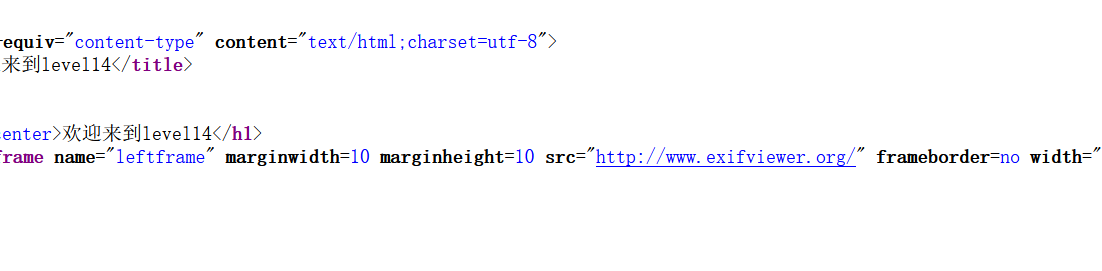 equiv="content-type" content="text/html;charset=utf-8">
来到level14</title>
enter>欢迎来到level14</h1>
frame name="leftframe" marginwidth=10 marginheight=10 src="http://www.exifviewer.org/" frameborder=no width="